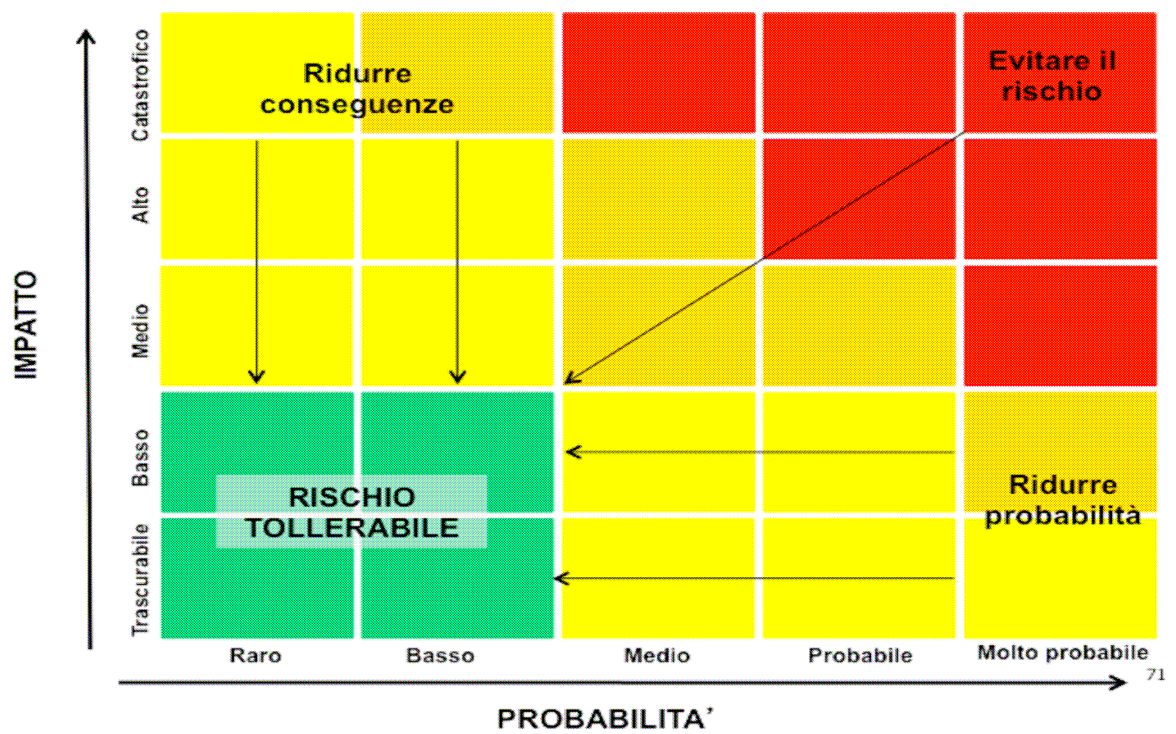 IMPATTO
Catastrofico
Alto
Medio
Basso
Trascurabile
Ridurre
conseguenze
Evitare il
rischio
RISCHIO
TOLLERABILE
Ridurre
probabilità
Raro
Basso
Medio
Probabile
Molto probabile
71
PROBABILITA’